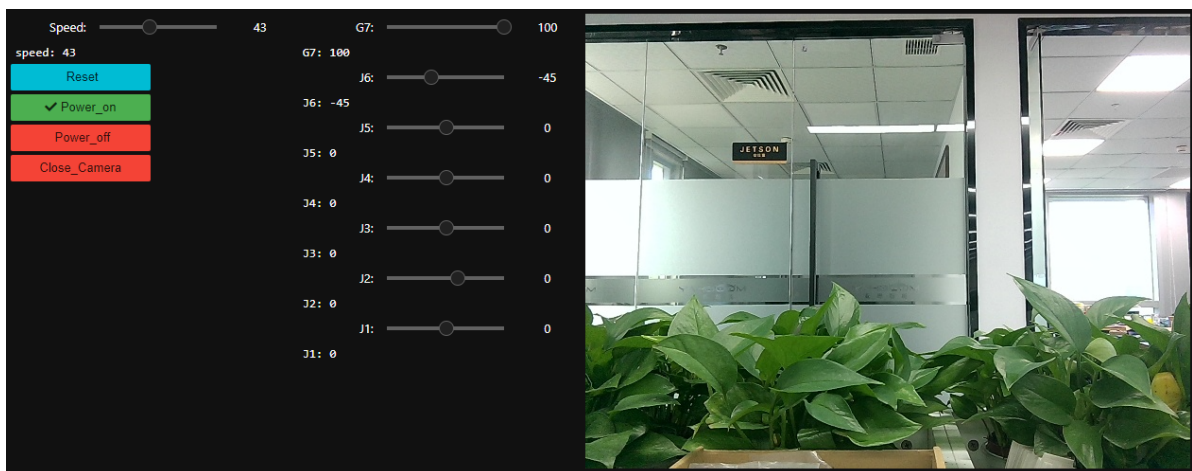 Speed: 43
speed: 43
Reset
Power_on
Power_off
Close_Camera
G7: 100
G7: 100
J6: -45
J6: -45
J5: 0
J5: 0
J4: 0
J4: 0
J3: 0
J3: 0
J2: 0
J2: 0
J1: 0
J1: 0
JETSON